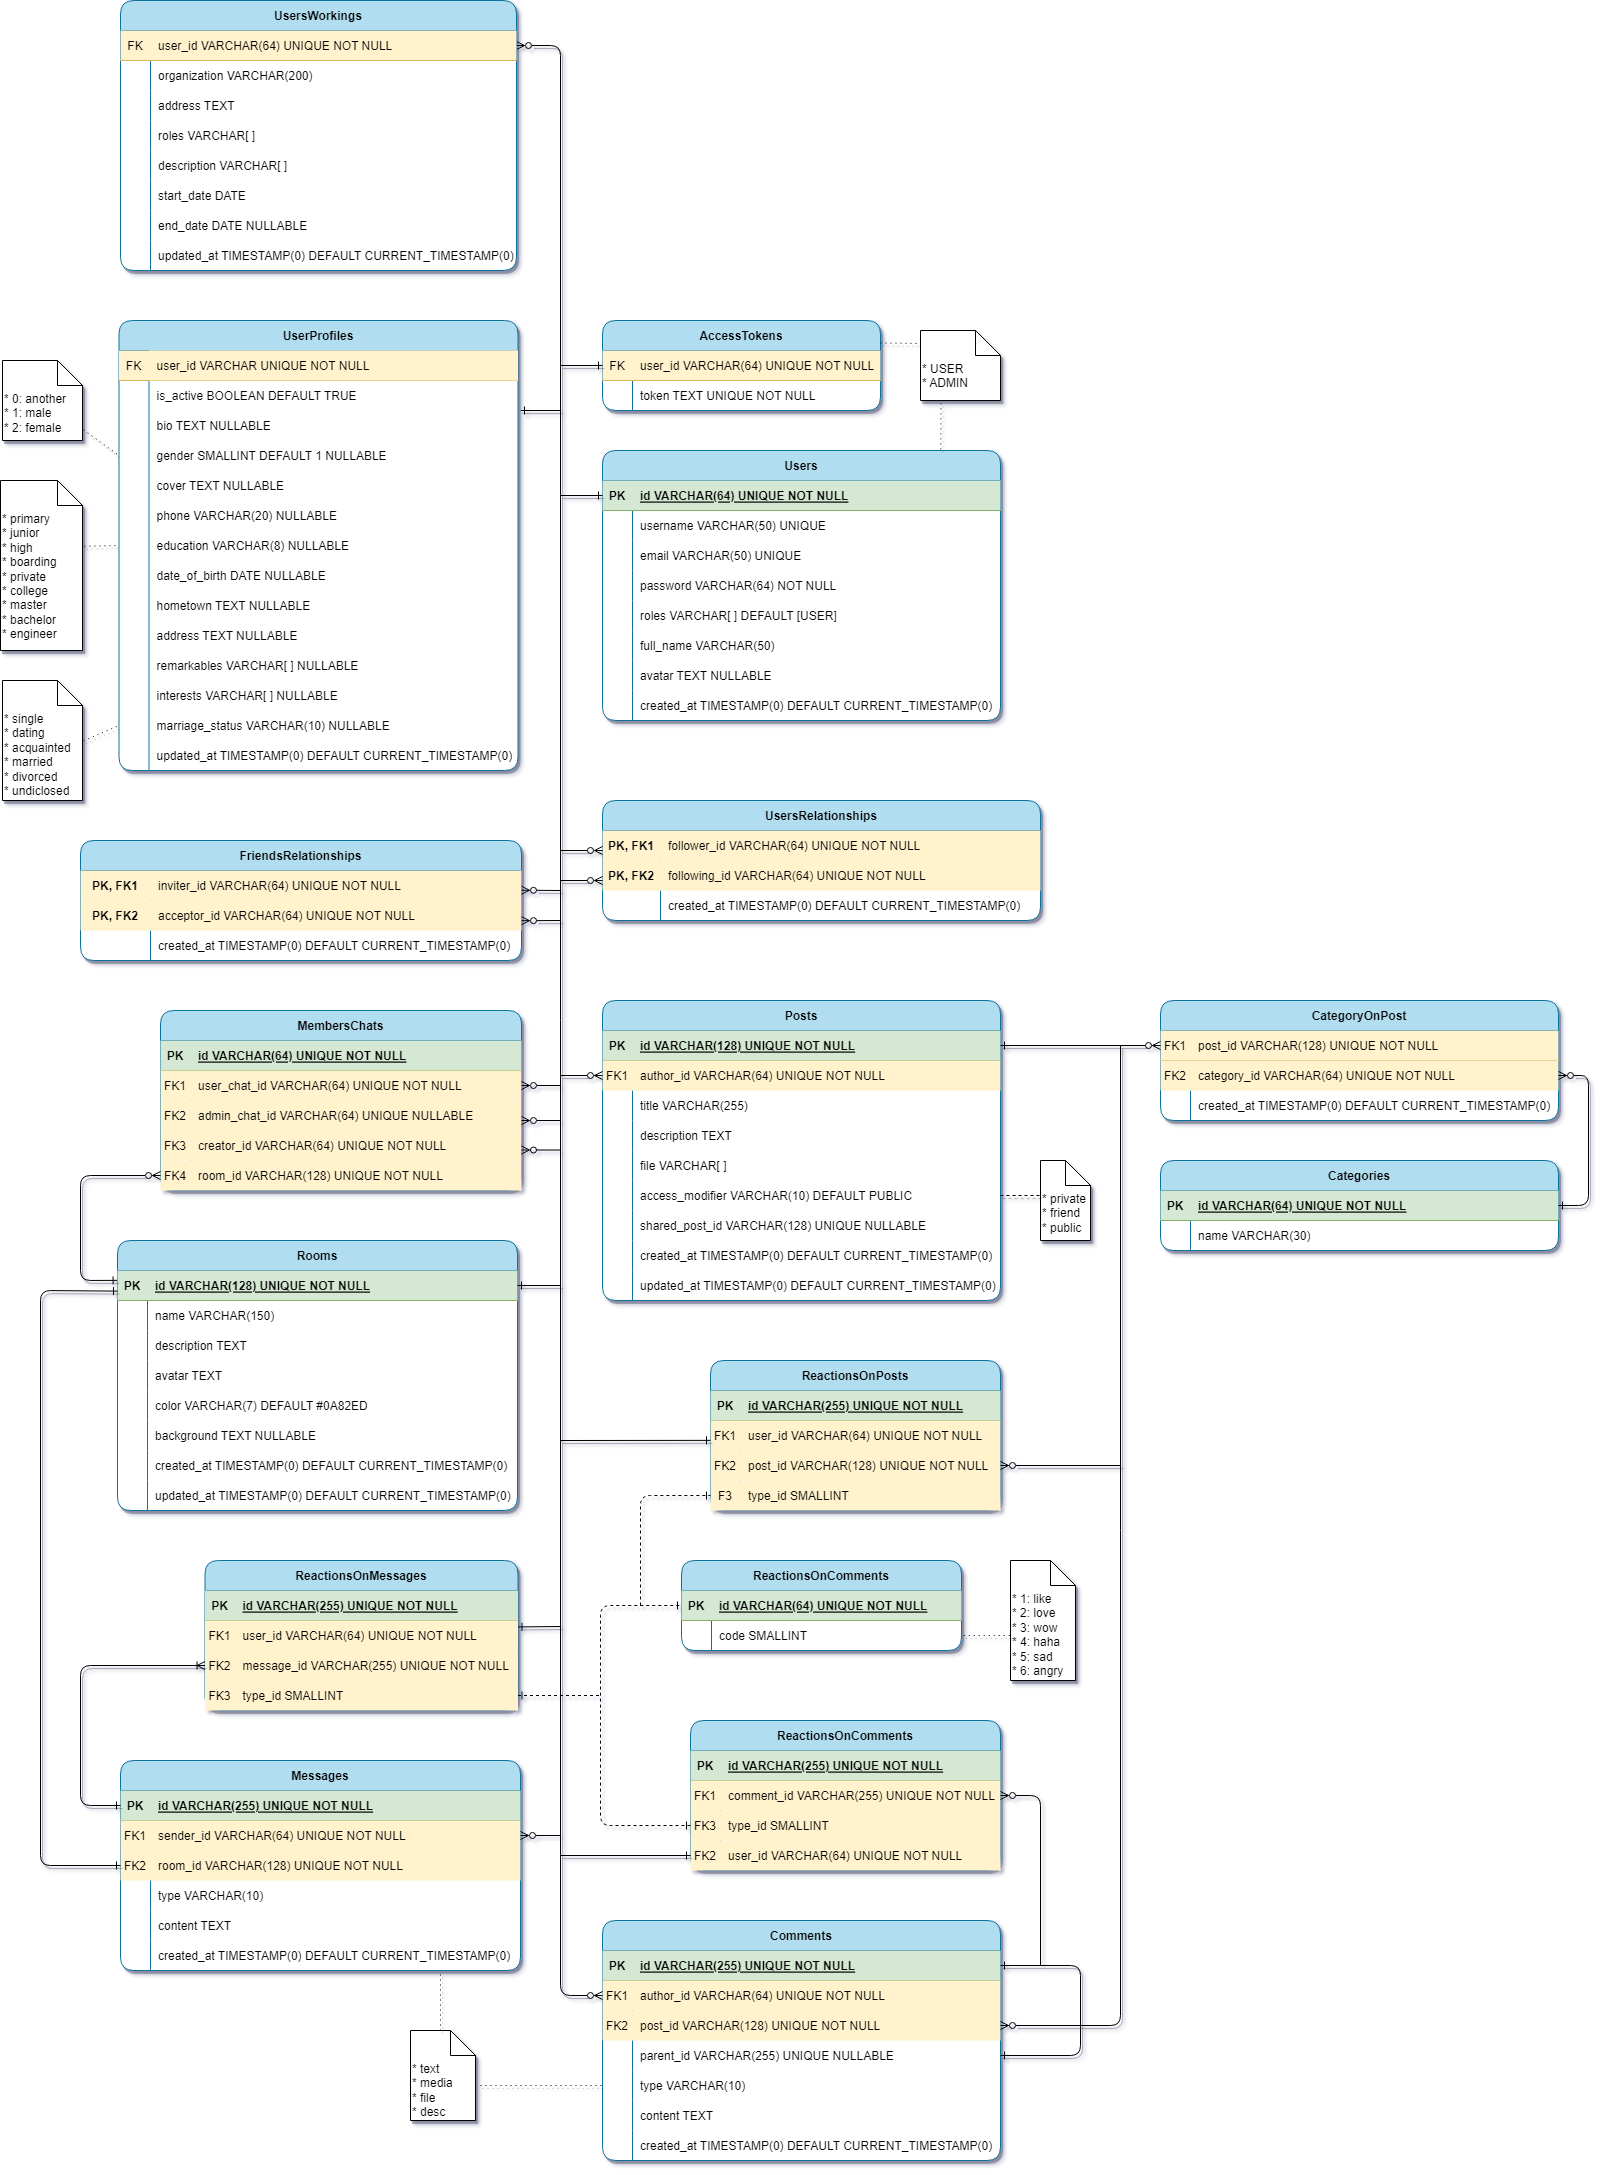 UsersWorkings
FK user_id VARCHAR(64) UNIQUE NOT NULL
organization VARCHAR(200)
address TEXT
roles VARCHAR[ ]
description VARCHAR[ ]
start_date DATE
end_date DATE NULLABLE
updated_at TIMESTAMP(0) DEFAULT CURRENT_TIMESTAMP(0)
UserProfiles
FK user_id VARCHAR UNIQUE NOT NULL
is_active BOOLEAN DEFAULT TRUE
bio TEXT NULLABLE
gender SMALLINT DEFAULT 1 NULLABLE
cover TEXT NULLABLE
phone VARCHAR(20) NULLABLE
education VARCHAR(8) NULLABLE
date_of_birth DATE NULLABLE
hometown TEXT NULLABLE
address TEXT NULLABLE
remarkables VARCHAR[ ] NULLABLE
interests VARCHAR[ ] NULLABLE
marriage_status VARCHAR(10) NULLABLE
updated_at TIMESTAMP(0) DEFAULT CURRENT_TIMESTAMP(0)
* 0: another
* 1: male
* 2: female
* primary
* junior
* high
* boarding
* private
* college
* master
* bachelor
* engineer
* single
* dating
* acquainted
* married
* divorced
* undiclosed
AccessTokens
FK user_id VARCHAR(64) UNIQUE NOT NULL
token TEXT UNIQUE NOT NULL
* USER
* ADMIN
Users
PK id VARCHAR(64) UNIQUE NOT NULL
username VARCHAR(50) UNIQUE
email VARCHAR(50) UNIQUE
password VARCHAR(64) NOT NULL
roles VARCHAR[ ] DEFAULT [USER]
full_name VARCHAR(50)
avatar TEXT NULLABLE
created_at TIMESTAMP(0) DEFAULT CURRENT_TIMESTAMP(0)
UsersRelationships
PK, FK1 follower_id VARCHAR(64) UNIQUE NOT NULL
PK, FK2 following_id VARCHAR(64) UNIQUE NOT NULL
created_at TIMESTAMP(0) DEFAULT CURRENT_TIMESTAMP(0)
FriendsRelationships
PK, FK1 inviter_id VARCHAR(64) UNIQUE NOT NULL
PK, FK2 acceptor_id VARCHAR(64) UNIQUE NOT NULL
created_at TIMESTAMP(0) DEFAULT CURRENT_TIMESTAMP(0)
MembersChats
PK id VARCHAR(64) UNIQUE NOT NULL
FK1 user_chat_id VARCHAR(64) UNIQUE NOT NULL
FK2 admin_chat_id VARCHAR(64) UNIQUE NULLABLE
FK3 creator_id VARCHAR(64) UNIQUE NOT NULL
FK4 room_id VARCHAR(128) UNIQUE NOT NULL
Posts
PK id VARCHAR(128) UNIQUE NOT NULL
FK1 author_id VARCHAR(64) UNIQUE NOT NULL
title VARCHAR(255)
description TEXT
file VARCHAR[ ]
access_modifier VARCHAR(10) DEFAULT PUBLIC
shared_post_id VARCHAR(128) UNIQUE NULLABLE
created_at TIMESTAMP(0) DEFAULT CURRENT_TIMESTAMP(0)
updated_at TIMESTAMP(0) DEFAULT CURRENT_TIMESTAMP(0)
* private
* friend
* public
CategoryOnPost
FK1 post_id VARCHAR(128) UNIQUE NOT NULL
FK2 category_id VARCHAR(64) UNIQUE NOT NULL
created_at TIMESTAMP(0) DEFAULT CURRENT_TIMESTAMP(0)
Categories
PK id VARCHAR(64) UNIQUE NOT NULL
name VARCHAR(30)
Rooms
PK id VARCHAR(128) UNIQUE NOT NULL
name VARCHAR(150)
description TEXT
avatar TEXT
color VARCHAR(7) DEFAULT #0A82ED
background TEXT NULLABLE
created_at TIMESTAMP(0) DEFAULT CURRENT_TIMESTAMP(0)
updated_at TIMESTAMP(0) DEFAULT CURRENT_TIMESTAMP(0)
ReactionsOnPosts
PK id VARCHAR(255) UNIQUE NOT NULL
FK1 user_id VARCHAR(64) UNIQUE NOT NULL
FK2 post_id VARCHAR(128) UNIQUE NOT NULL
F3 type_id SMALLINT
ReactionsOnMessages
PK id VARCHAR(255) UNIQUE NOT NULL
FK1 user_id VARCHAR(64) UNIQUE NOT NULL
FK2 message_id VARCHAR(255) UNIQUE NOT NULL
FK3 type_id SMALLINT
ReactionsOnComments
PK id VARCHAR(64) UNIQUE NOT NULL
code SMALLINT
* 1: like
* 2: love
* 3: wow
* 4: haha
* 5: sad
* 6: angry
ReactionsOnComments
PK id VARCHAR(255) UNIQUE NOT NULL
FK1 comment_id VARCHAR(255) UNIQUE NOT NULL
FK3 type_id SMALLINT
FK2 user_id VARCHAR(64) UNIQUE NOT NULL
Messages
PK id VARCHAR(255) UNIQUE NOT NULL
FK1 sender_id VARCHAR(64) UNIQUE NOT NULL
FK2 room_id VARCHAR(128) UNIQUE NOT NULL
type VARCHAR(10)
content TEXT
created_at TIMESTAMP(0) DEFAULT CURRENT_TIMESTAMP(0)
Comments
PK id VARCHAR(255) UNIQUE NOT NULL
FK1 author_id VARCHAR(64) UNIQUE NOT NULL
FK2 post_id VARCHAR(128) UNIQUE NOT NULL
parent_id VARCHAR(255) UNIQUE NULLABLE
type VARCHAR(10)
content TEXT
created_at TIMESTAMP(0) DEFAULT CURRENT_TIMESTAMP(0)
* text
* media
* file
* desc